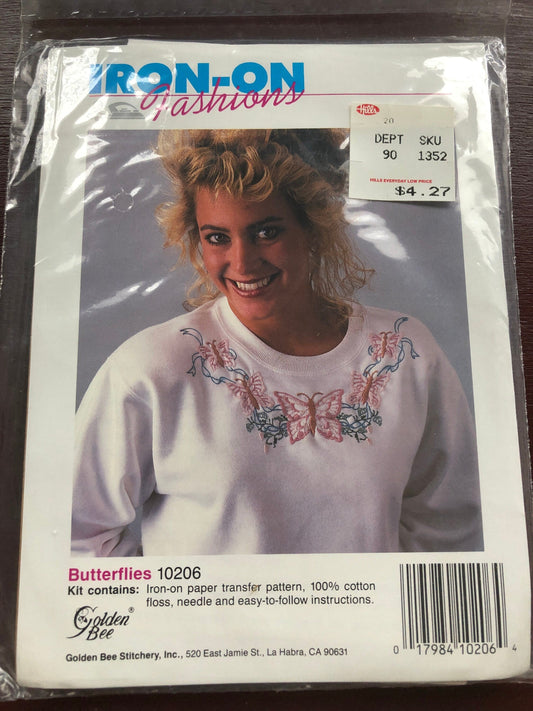 IRON-ON
Fashions
Hills
20
DEPT SKU
90 1352
HILLS EVERYDAY LOW PRICE
$4.27
Butterflies 10206
Kit contains: Iron-on paper transfer pattern, 100% cotton
floss, needle and easy-to-follow instructions.
Golden ®
Bee
Golden Bee Stitchery, Inc., 520 East Jamie St., La Habra, CA 90631
0 17984 10206 4